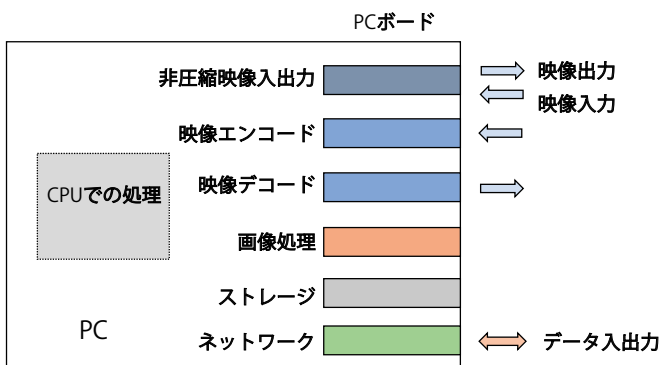 PCボード
非圧縮映像入出力
映像出力
映像入力
映像エンコード
映像デコード
CPUでの処理
画像処理
ストレージ
PC
ネットワーク
データ入出力